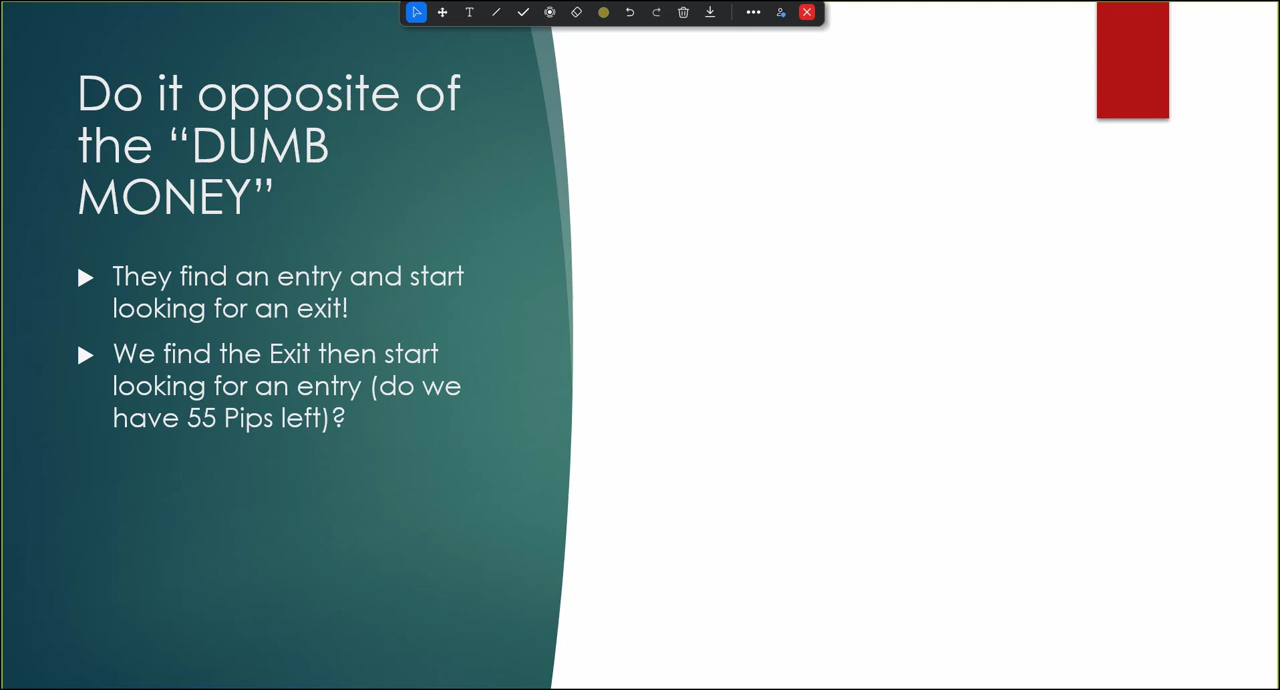 Do it opposite of
the “DUMB
MONEY”
They find an entry and start
looking for an exit!
We find the Exit then start
looking for an entry (do we
have 55 Pips left)?